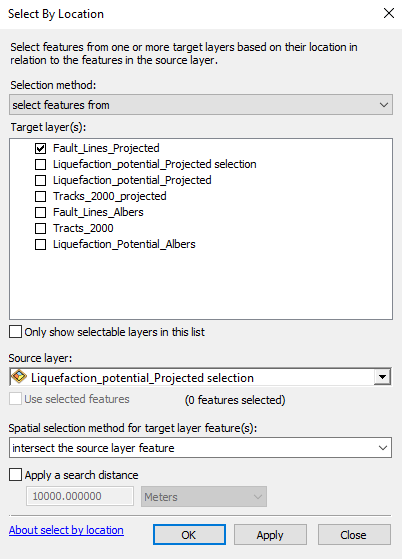 Select By Location
Select features from one or more target layers based on their location in
relation to the features in the source layer.
Selection method:
select features from
Target layer(s):
Fault_Lines_Projected
Liquefaction_potential_Projected selection
Liquefaction_potential_Projected
Tracks_2000_projected
Fault_Lines_Albers
Tracts_2000
Liquefaction_Potential_Albers
Only show selectable layers in this list
Source layer:
Liquefaction_potential_Projected selection
Use selected features (0 features selected)
Spatial selection method for target layer feature(s):
intersect the source layer feature
Apply a search distance
10000.000000 Meters
About select by location OK Apply Close